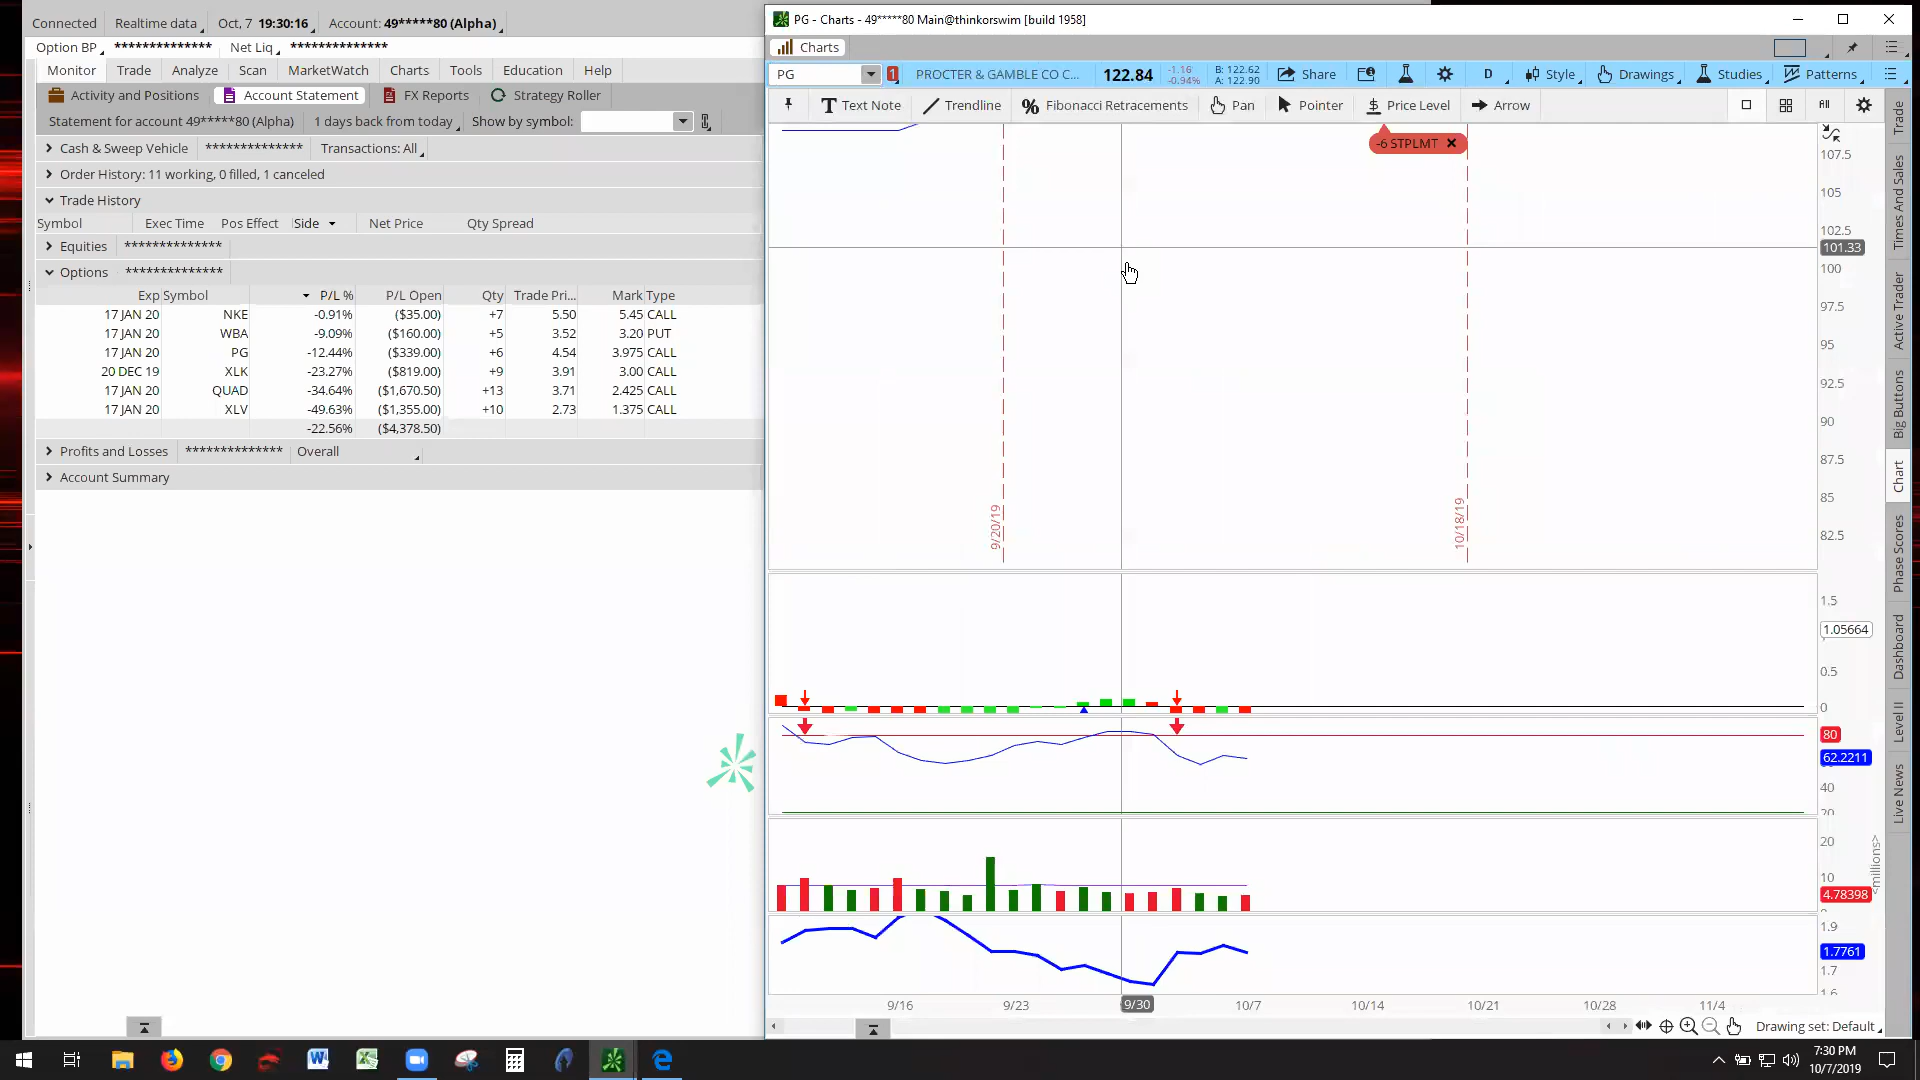 Connected Realtime data Oct, 7 19:30:16 Account: 49*****80 (Alpha)
Option BP ************** Net Liq **************
Monitor Trade Analyze Scan MarketWatch Charts Tools Education Help
Activity and Positions Account Statement FX Reports Strategy Roller
Statement for account 49*****80 (Alpha) 1 days back from today Show by symbol:
Cash & Sweep Vehicle ************** Transactions: All
Order History: 11 working, 0 filled, 1 canceled
Trade History
Symbol Exec Time Pos Effect Side Net Price Qty Spread
Equities **************
Options **************
Exp Symbol P/L % P/L Open Qty Trade Pri... Mark Type
17 JAN 20 NKE -0.91% ($35.00) +7 5.50 5.45 CALL
17 JAN 20 WBA -9.09% ($160.00) +5 3.52 3.20 PUT
17 JAN 20 PG -12.44% ($339.00) +6 4.54 3.975 CALL
20 DEC 19 XLK -23.27% ($819.00) +9 3.91 3.00 CALL
17 JAN 20 QUAD -34.64% ($1,670.50) +13 3.71 2.425 CALL
17 JAN 20 XLV -49.63% ($1,355.00) +10 2.73 1.375 CALL
-22.56% ($4,378.50)
Profits and Losses ************** Overall
Account Summary
PG - Charts - 49*****80 Main@thinkorswim [build 1958]
Charts
PG 1 PROCTER & GAMBLE CO C... 122.84 -1.16 -0.94% B: 122.62 A: 122.90 Share D Style Drawings Studies Patterns
T Text Note Trendline Fibonacci Retracements Pan Pointer Price Level Arrow All
-6 STPLMT
107.5
105
102.5
101.33
100
97.5
95
92.5
90
87.5
85
82.5
9/20/19
10/18/19
1.5
1.05664
0.5
0
80
62.2211
40
20
20
10
4.78398
<millions>
1.9
1.7761
1.7
1.6
9/16 9/23 9/30 10/7 10/14 10/21 10/28 11/4
Drawing set: Default
Trade
Times And Sales
Active Trader
Big Buttons
Chart
Phase Scores
Dashboard
Level II
Live News
7:30 PM
10/7/2019